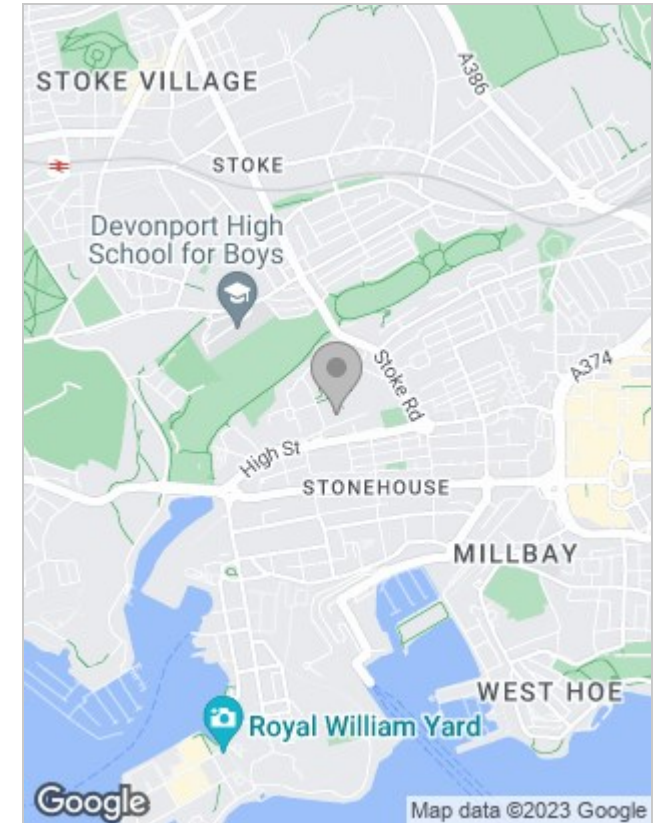 STOKE VILLAGE
A386
STOKE
Devonport High
School for Boys
Stoke Rd
A374
High St
STONEHOUSE
MILLBAY
WEST HOE
Royal William Yard
Google
Map data ©2023 Google